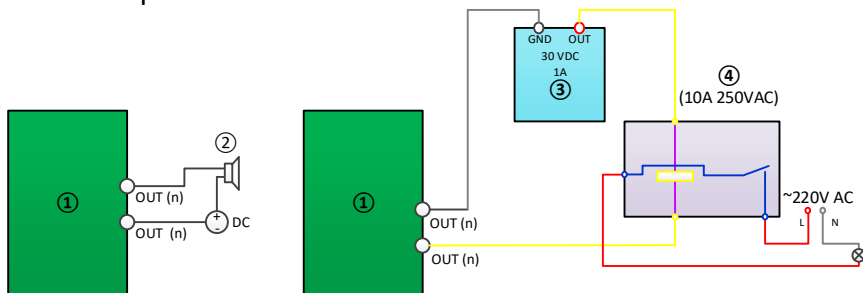 ①
②
OUT (n)
OUT (n)
+
-
DC
①
OUT (n)
OUT (n)
GND OUT
30 VDC
1A
③
④
(10A 250VAC)
~220V AC
L N